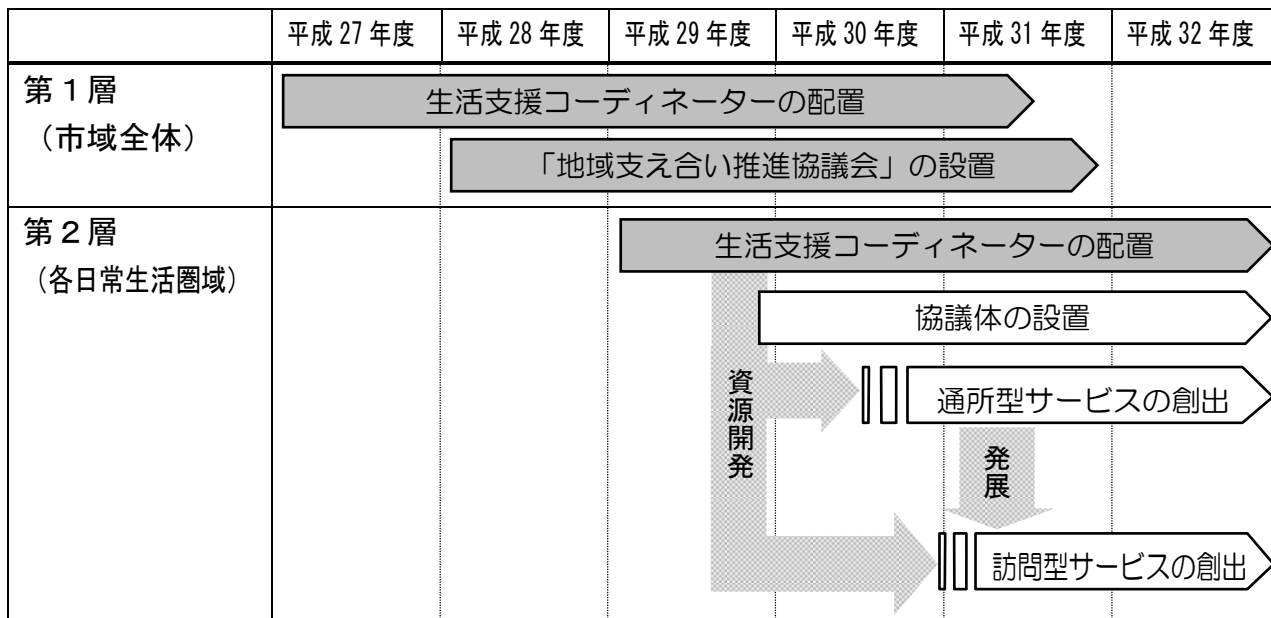 平成27年度 平成28年度 平成29年度 平成30年度 平成31年度 平成32年度
第1層
（市域全体）
生活支援コーディネーターの配置
「地域支え合い推進協議会」の設置
第2層
（各日常生活圏域）
生活支援コーディネーターの配置
協議体の設置
資源開発
通所型サービスの創出
発展
訪問型サービスの創出